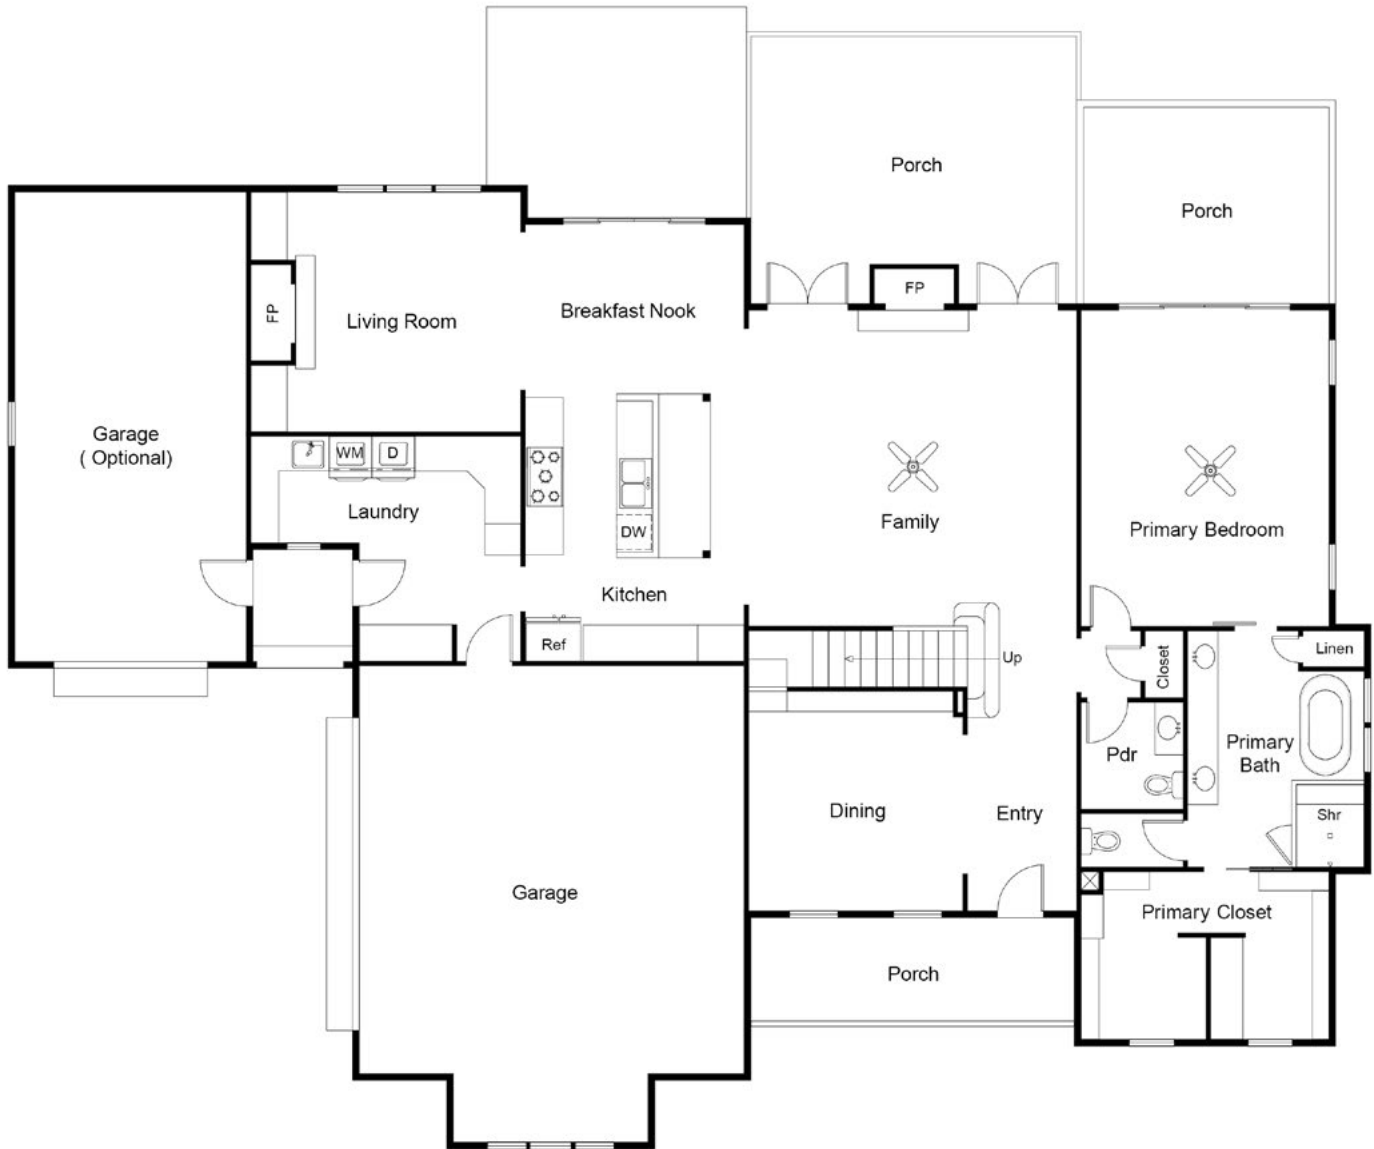 Porch
Porch
FP
FP
Living Room
Breakfast Nook
Garage
( Optional)
WM
D
Laundry
DW
Family
Primary Bedroom
Kitchen
Ref
Up
Closet
Linen
Pdr
Primary
Bath
Dining
Entry
Shr
Garage
Primary Closet
Porch